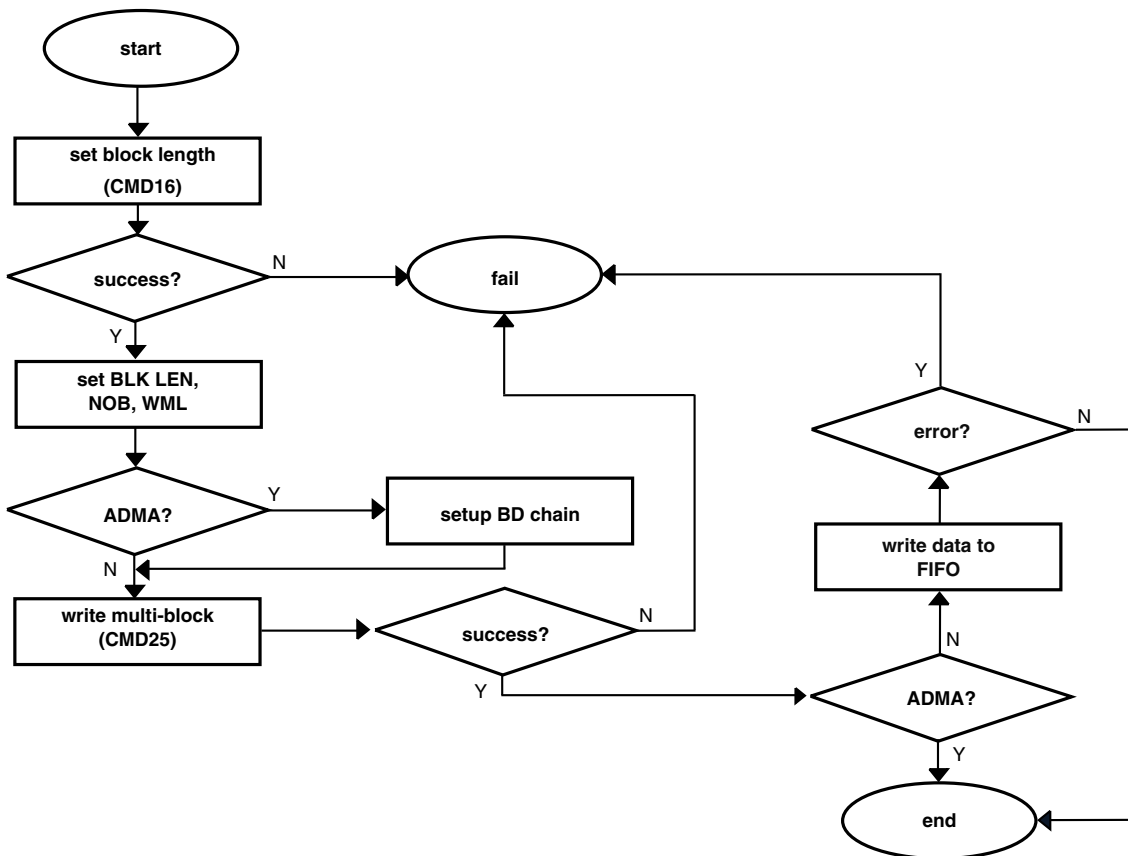 start
set block length
(CMD16)
success?
N
fail
Y
set BLK LEN,
NOB, WML
Y
error?
N
ADMA?
Y
setup BD chain
N
write data to
FIFO
write multi-block
(CMD25)
success?
N
N
Y
ADMA?
Y
end